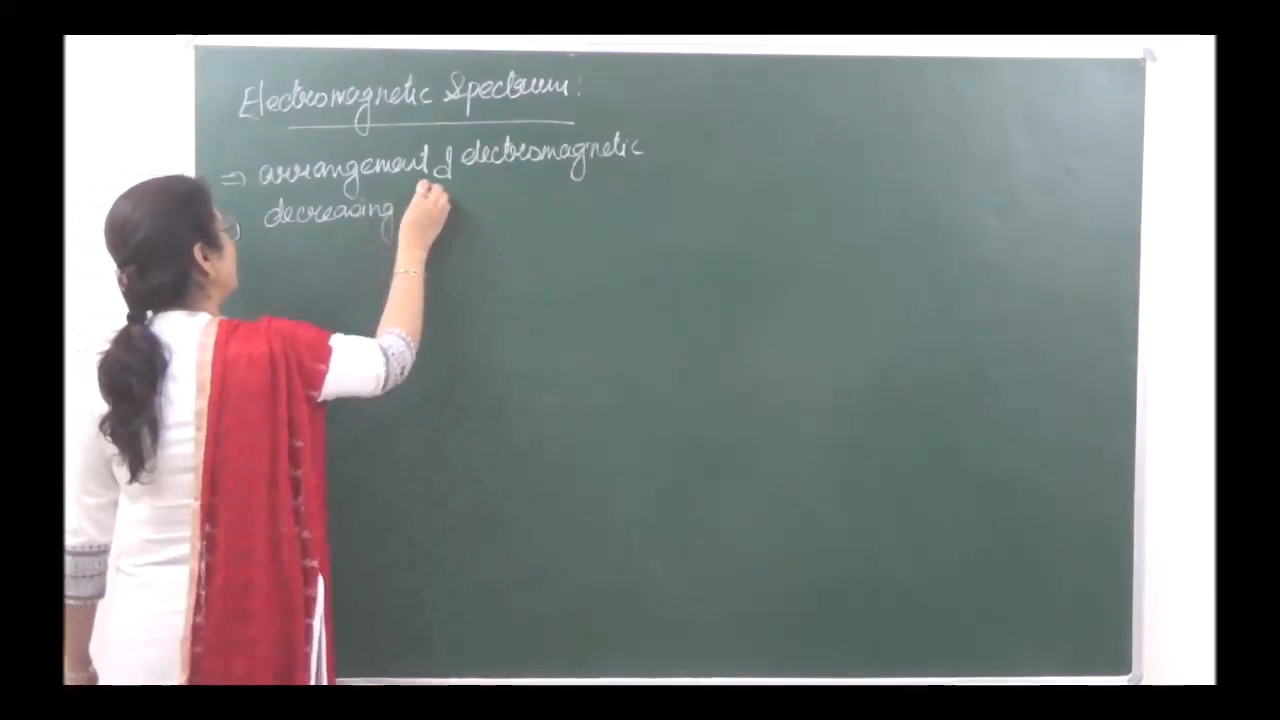 Electromagnetic Spectrum:
⇒ arrangement of electromagnetic
decreasing